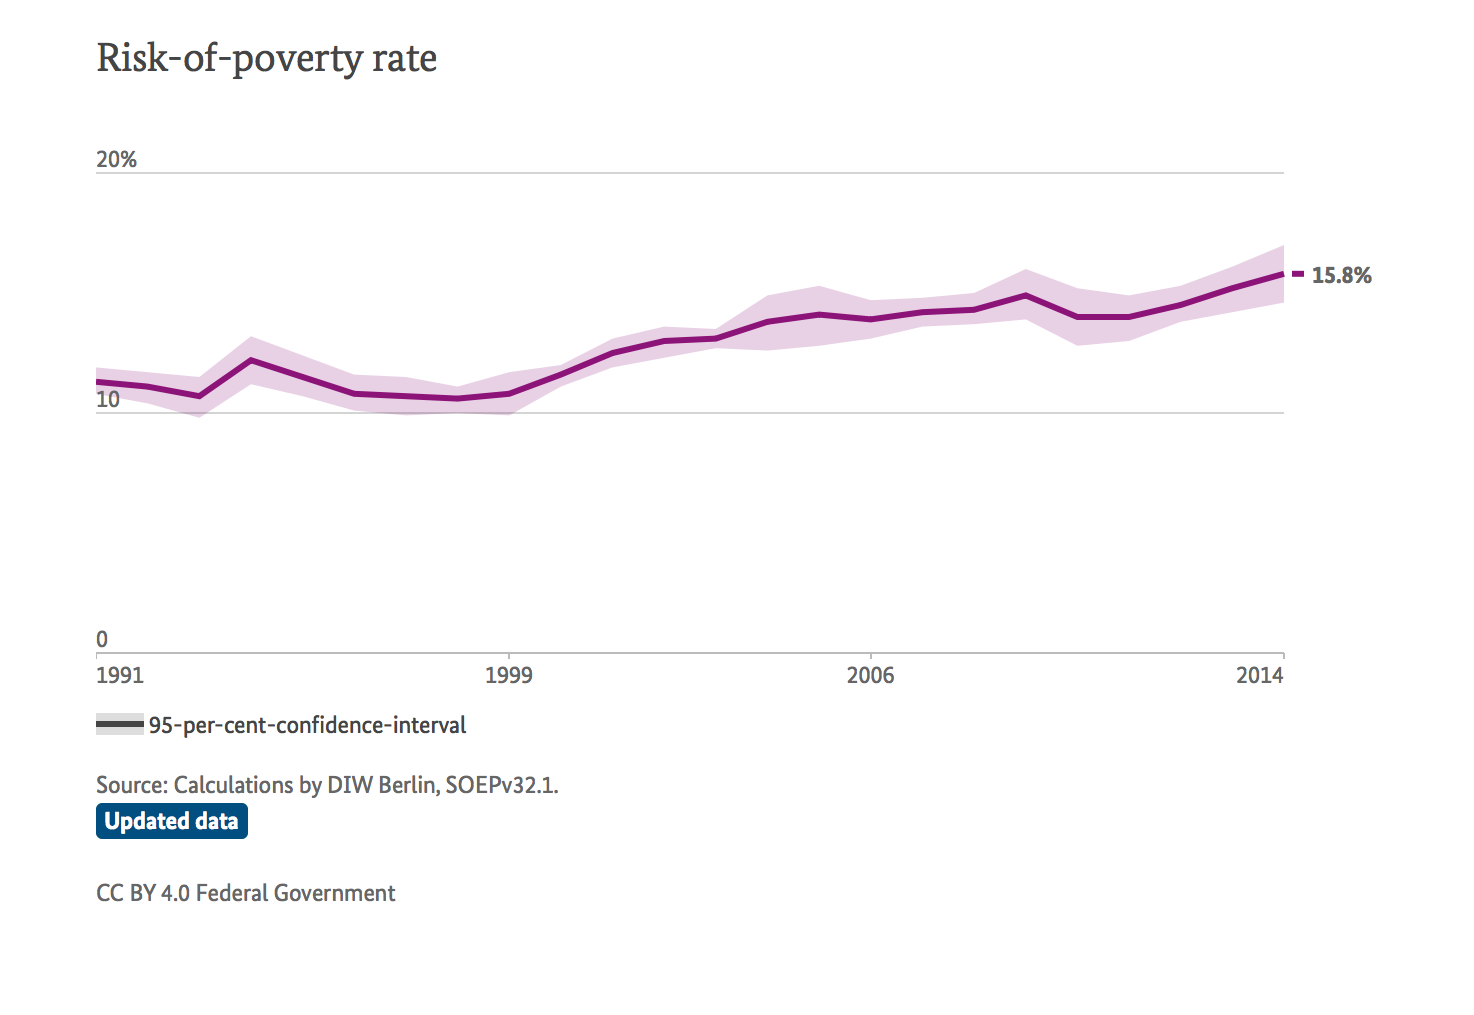 Risk-of-poverty rate
20%
15.8%
10
0
1991 1999 2006 2014
95-per-cent-confidence-interval
Source: Calculations by DIW Berlin, SOEPv32.1.
Updated data
CC BY 4.0 Federal Government